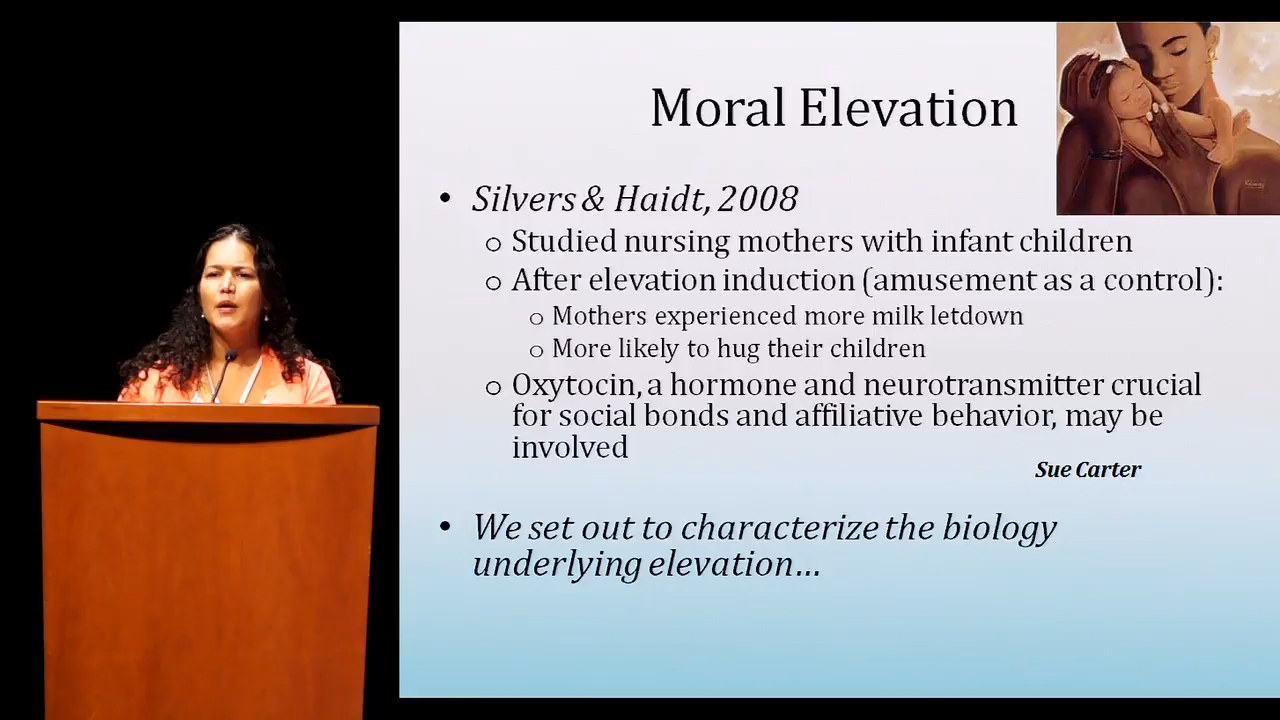 Moral Elevation
• Silvers & Haidt, 2008
o Studied nursing mothers with infant children
o After elevation induction (amusement as a control):
o Mothers experienced more milk letdown
o More likely to hug their children
o Oxytocin, a hormone and neurotransmitter crucial
for social bonds and affiliative behavior, may be
involved
Sue Carter
• We set out to characterize the biology
underlying elevation...